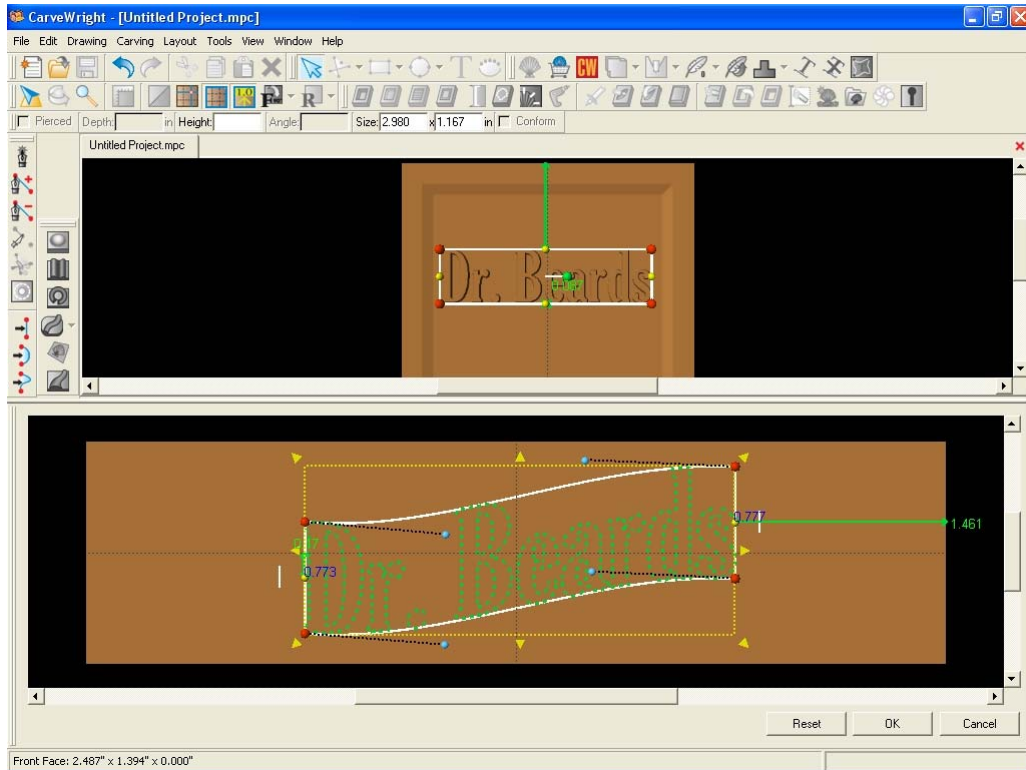 CarveWright - [Untitled Project.mpc]
File Edit Drawing Carving Layout Tools View Window Help
CW
Pierced Depth: in Height: Angle: Size: 2.980 x 1.167 in Conform
Untitled Project.mpc
Dr. Beards
Dr. Beards
0.777
1.461
0.773
Reset OK Cancel
Front Face: 2.487" x 1.394" x 0.000"